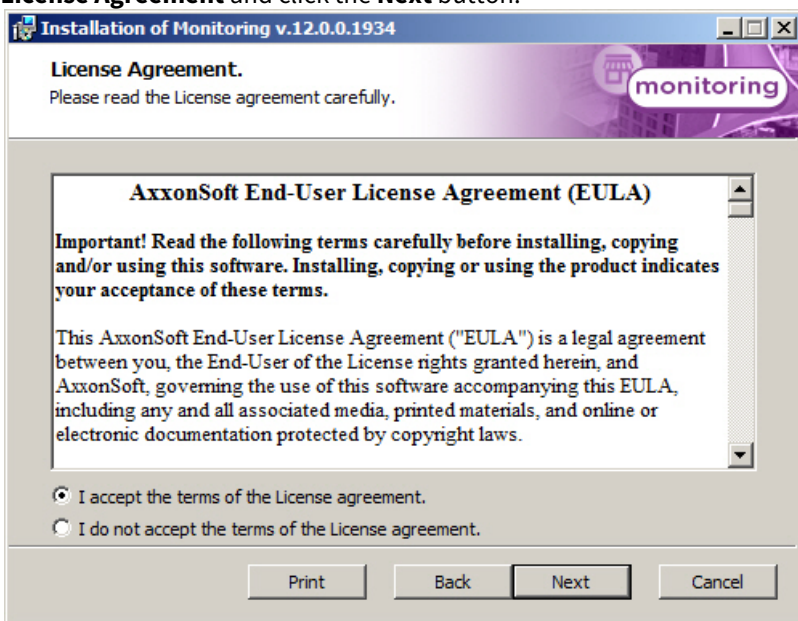 License Agreement and click the Next button.
Installation of Monitoring v.12.0.0.1934
License Agreement.
Please read the License agreement carefully.
monitoring
AxxonSoft End-User License Agreement (EULA)
Important! Read the following terms carefully before installing, copying
and/or using this software. Installing, copying or using the product indicates
your acceptance of these terms.
This AxxonSoft End-User License Agreement ("EULA") is a legal agreement
between you, the End-User of the License rights granted herein, and
AxxonSoft, governing the use of this software accompanying this EULA,
including any and all associated media, printed materials, and online or
electronic documentation protected by copyright laws.
I accept the terms of the License agreement.
I do not accept the terms of the License agreement.
Print Back Next Cancel